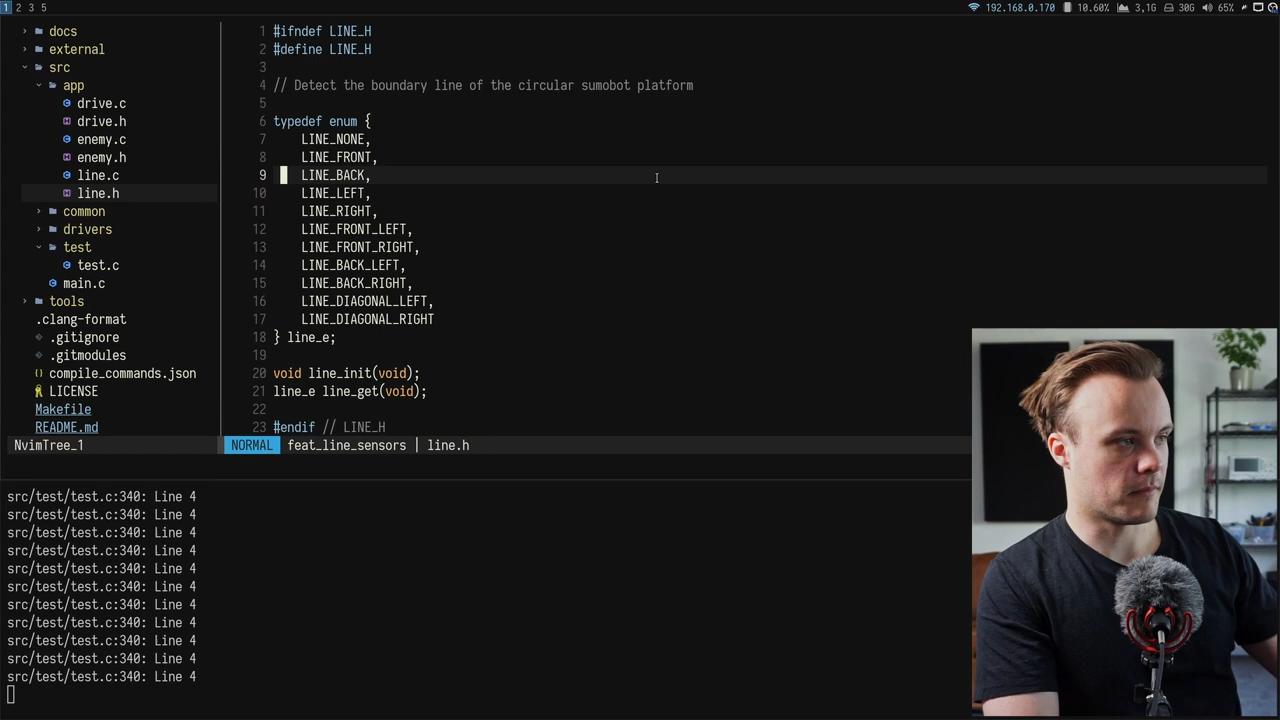 1 2 3 5
192.168.0.170 10.60% 3,1G 30G 65%
docs
external
src
app
drive.c
drive.h
enemy.c
enemy.h
line.c
line.h
common
drivers
test
test.c
main.c
tools
.clang-format
.gitignore
.gitmodules
{} compile_commands.json
LICENSE
Makefile
README.md
NvimTree_1
1 #ifndef LINE_H
2 #define LINE_H
3
4 // Detect the boundary line of the circular sumobot platform
5
6 typedef enum {
7 LINE_NONE,
8 LINE_FRONT,
9 LINE_BACK,
10 LINE_LEFT,
11 LINE_RIGHT,
12 LINE_FRONT_LEFT,
13 LINE_FRONT_RIGHT,
14 LINE_BACK_LEFT,
15 LINE_BACK_RIGHT,
16 LINE_DIAGONAL_LEFT,
17 LINE_DIAGONAL_RIGHT
18 } line_e;
19
20 void line_init(void);
21 line_e line_get(void);
22
23 #endif // LINE_H
NORMAL feat_line_sensors | line.h
src/test/test.c:340: Line 4
src/test/test.c:340: Line 4
src/test/test.c:340: Line 4
src/test/test.c:340: Line 4
src/test/test.c:340: Line 4
src/test/test.c:340: Line 4
src/test/test.c:340: Line 4
src/test/test.c:340: Line 4
src/test/test.c:340: Line 4
src/test/test.c:340: Line 4
src/test/test.c:340: Line 4